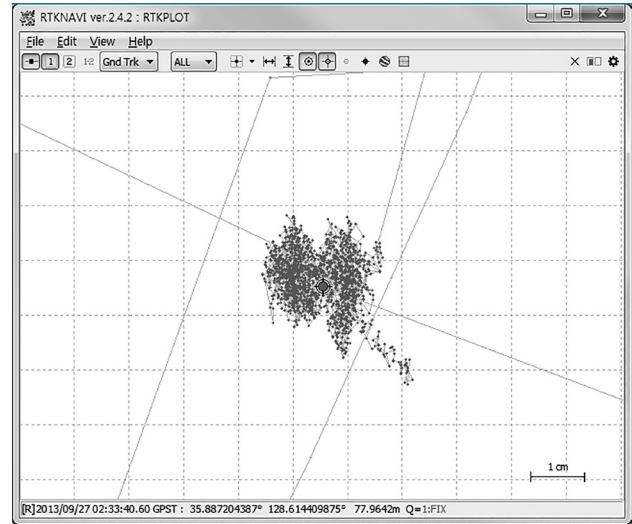 RTKNAVI ver.2.4.2 : RTKPLOT
File Edit View Help
1 2 1-2 Gnd Trk ALL
1 cm
[R]2013/09/27 02:33:40.60 GPST : 35.887204387° 128.614409875° 77.9642m Q=1:FIX